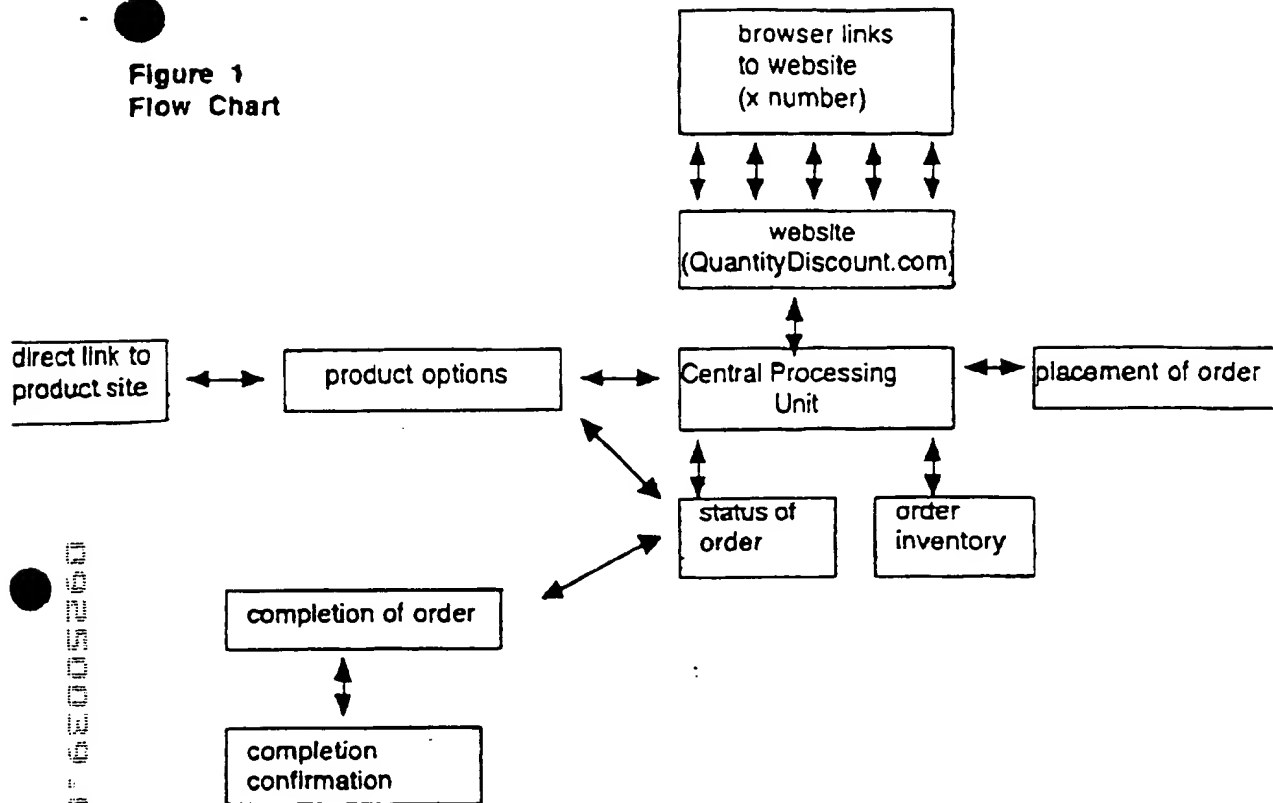 Figure 1
Flow Chart
browser links
to website
(x number)
website
(QuantityDiscount.com)
direct link to
product site
product options
Central Processing
Unit
placement of order
status of
order
order
inventory
completion of order
completion
confirmation